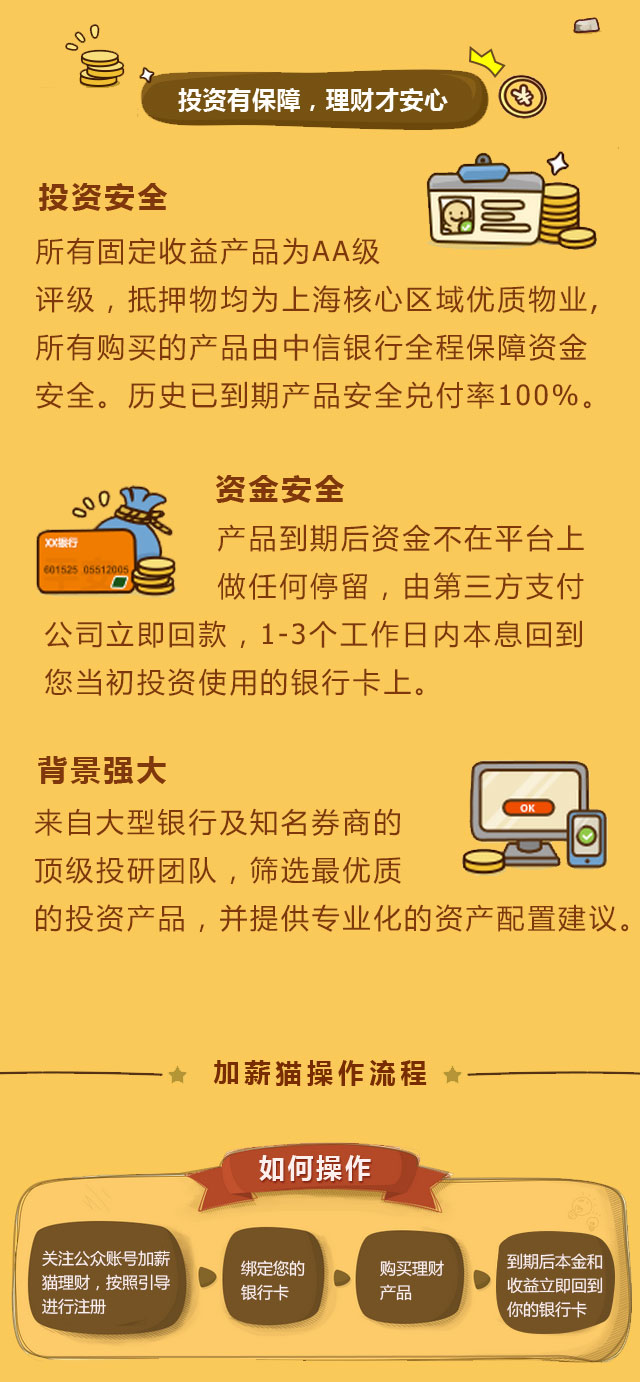 投资有保障，理财才安心
投资安全
所有固定收益产品为AA级
评级，抵押物均为上海核心区域优质物业,
所有购买的产品由中信银行全程保障资金
安全。历史已到期产品安全兑付率100%。
资金安全
XX银行
601525 05512005
产品到期后资金不在平台上
做任何停留，由第三方支付
公司立即回款，1-3个工作日内本息回到
您当初投资使用的银行卡上。
背景强大
OK
来自大型银行及知名券商的
顶级投研团队，筛选最优质
的投资产品，并提供专业化的资产配置建议。
加薪猫操作流程
如何操作
关注公众账号加薪
猫理财，按照引导
进行注册
绑定您的
银行卡
购买理财
产品
到期后本金和
收益立即回到
你的银行卡